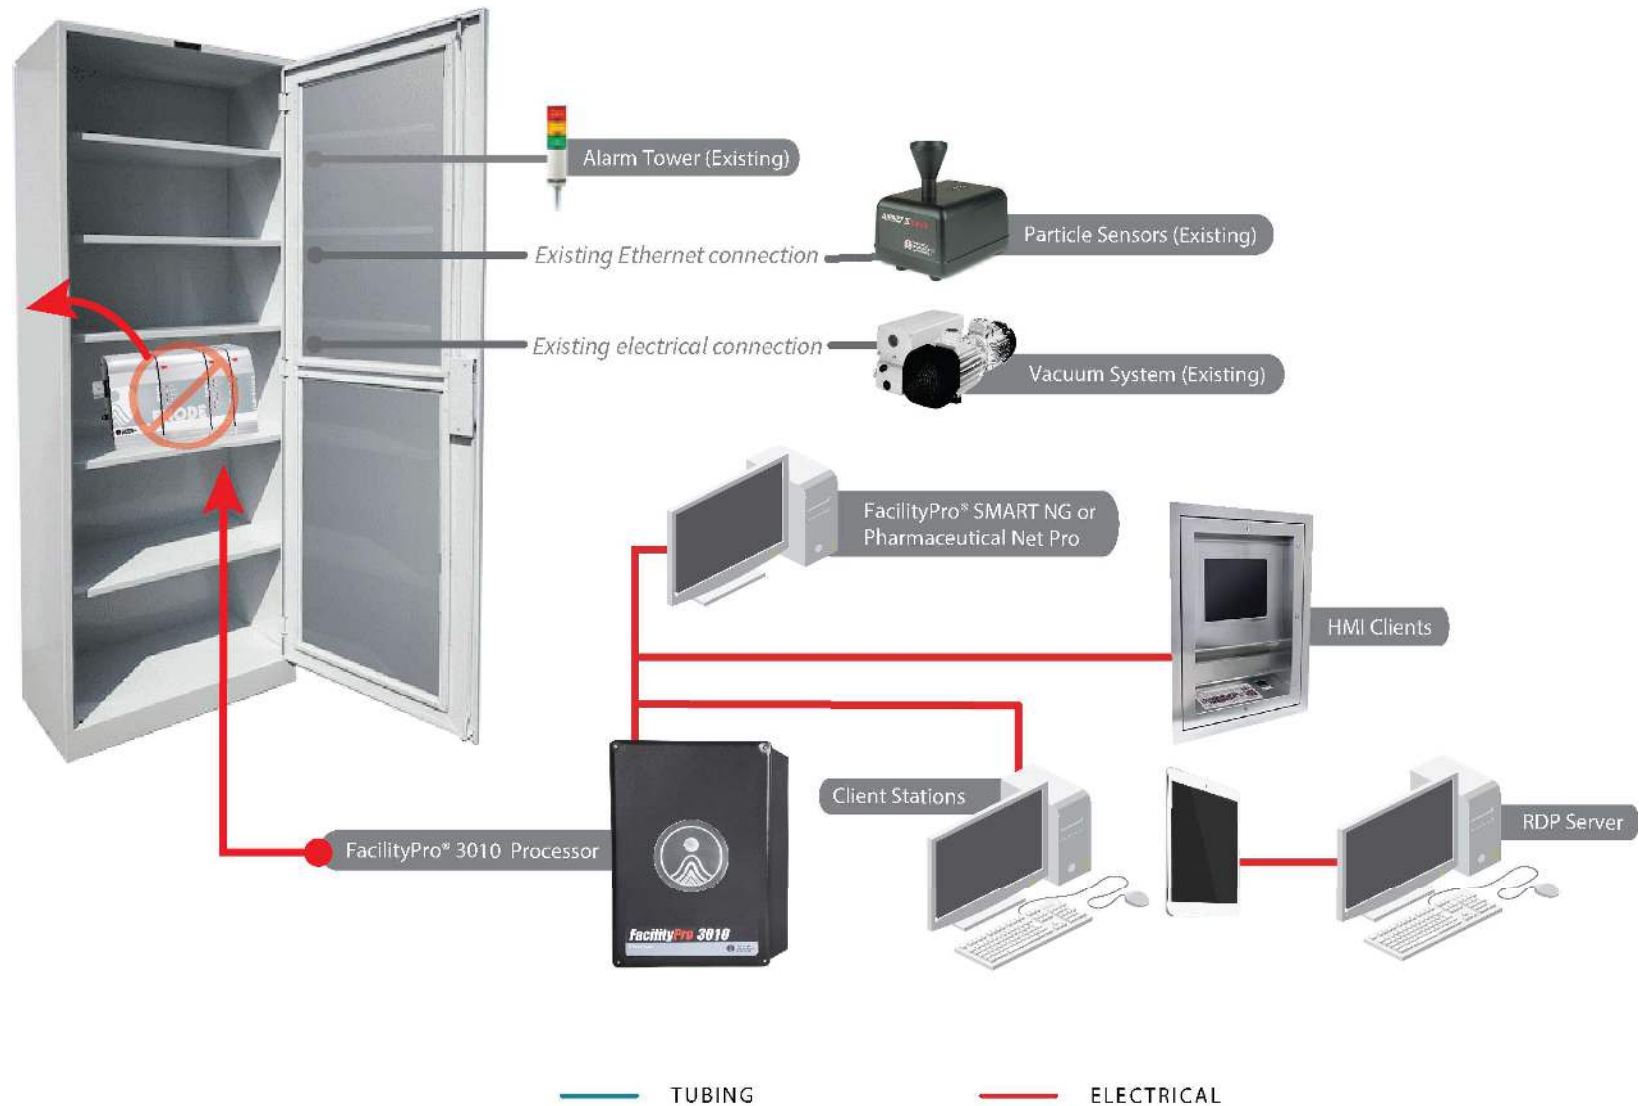 Alarm Tower (Existing)
Existing Ethernet connection
Particle Sensors (Existing)
Existing electrical connection
Vacuum System (Existing)
FacilityPro® SMART NG or
Pharmaceutical Net Pro
HMI Clients
Client Stations
RDP Server
FacilityPro® 3010 Processor
FacilityPro 3010
TUBING
ELECTRICAL